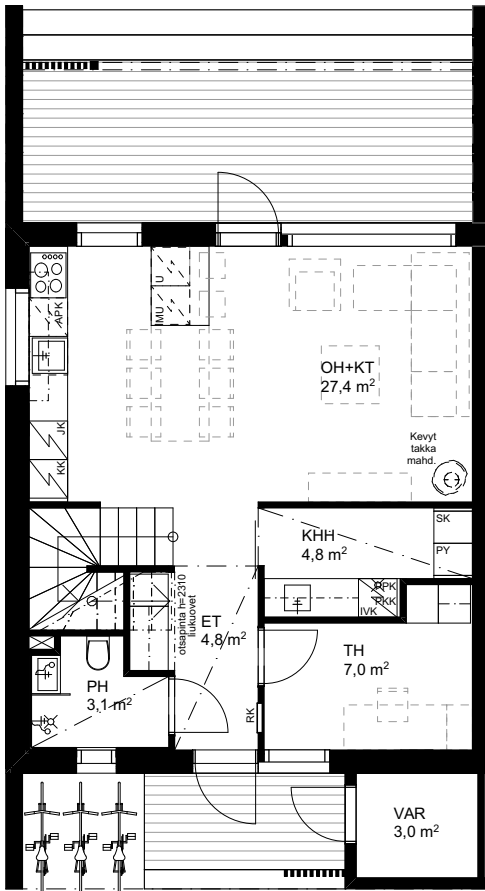 U
IMU
APK
OH+KT
27,4 m²
JK
Kevyt
takka
mahd.
KK
SK
KHH
4,8 m²
PY
PPK
KK
IVK
otsapinta h=2310
liukuovet
ET
4,8 m²
TH
7,0 m²
PH
3,1 m²
RK
VAR
3,0 m²